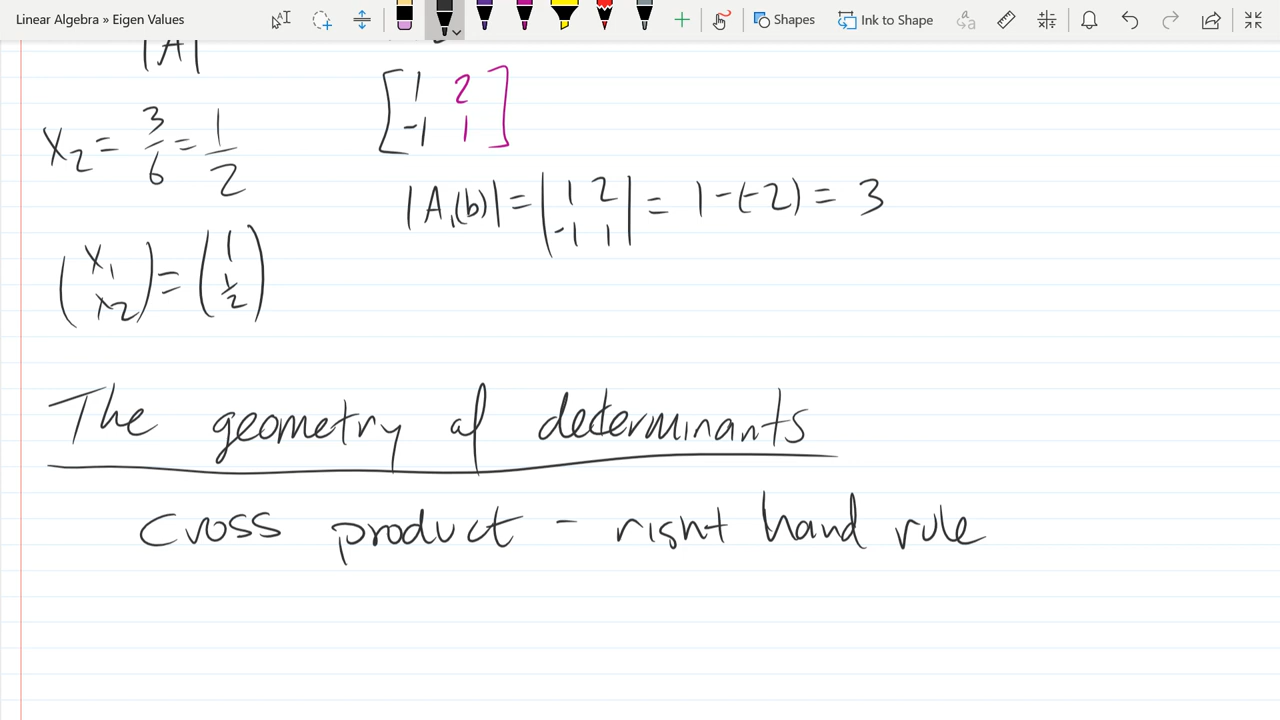 Linear Algebra » Eigen Values
Shapes
Ink to Shape
|A|
[1 2
-1 1]
x₂ = 3/6 = 1/2
|A₁(b)| = |1 2
-1 1| = 1-(-2) = 3
(x₁
x₂) = (1
1/2)
The geometry of determinants
Cross product - right hand rule